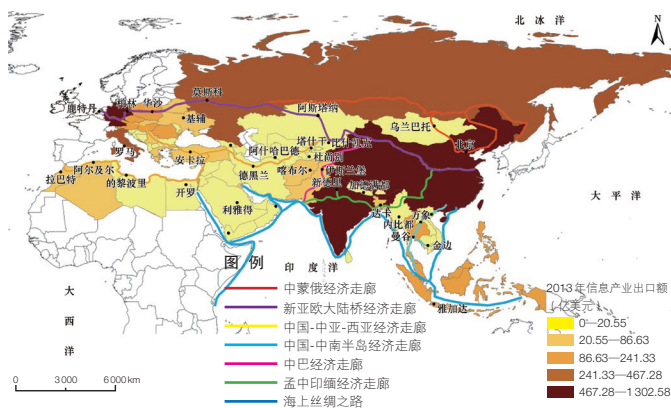 北冰洋
N
莫斯科
鹿特丹
柏林
华沙
阿斯塔纳
基辅
乌兰巴托
北京
塔什干
比什凯克
罗马
阿什哈巴德
杜尚别
安卡拉
阿尔及尔
喀布尔
伊斯兰堡
拉巴特
的黎波里
德黑兰
新德里
加德满都
开罗
大平洋
利雅得
达卡
万象
内比都
曼谷
金边
大西洋
印度洋
雅加达
图例
中蒙俄经济走廊
新亚欧大陆桥经济走廊
中国-中亚-西亚经济走廊
中国-中南半岛经济走廊
中巴经济走廊
孟中印缅经济走廊
海上丝绸之路
2013年信息产业出口额
（亿美元）
0—20.55
20.55—86.63
86.63—241.33
241.33—467.28
467.28—1302.58
0 3000 6000km